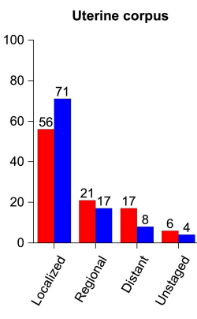 Uterine corpus
100
80
60
40
20
0
56
71
21
17
17
8
6
4
Localized
Regional
Distant
Unstaged